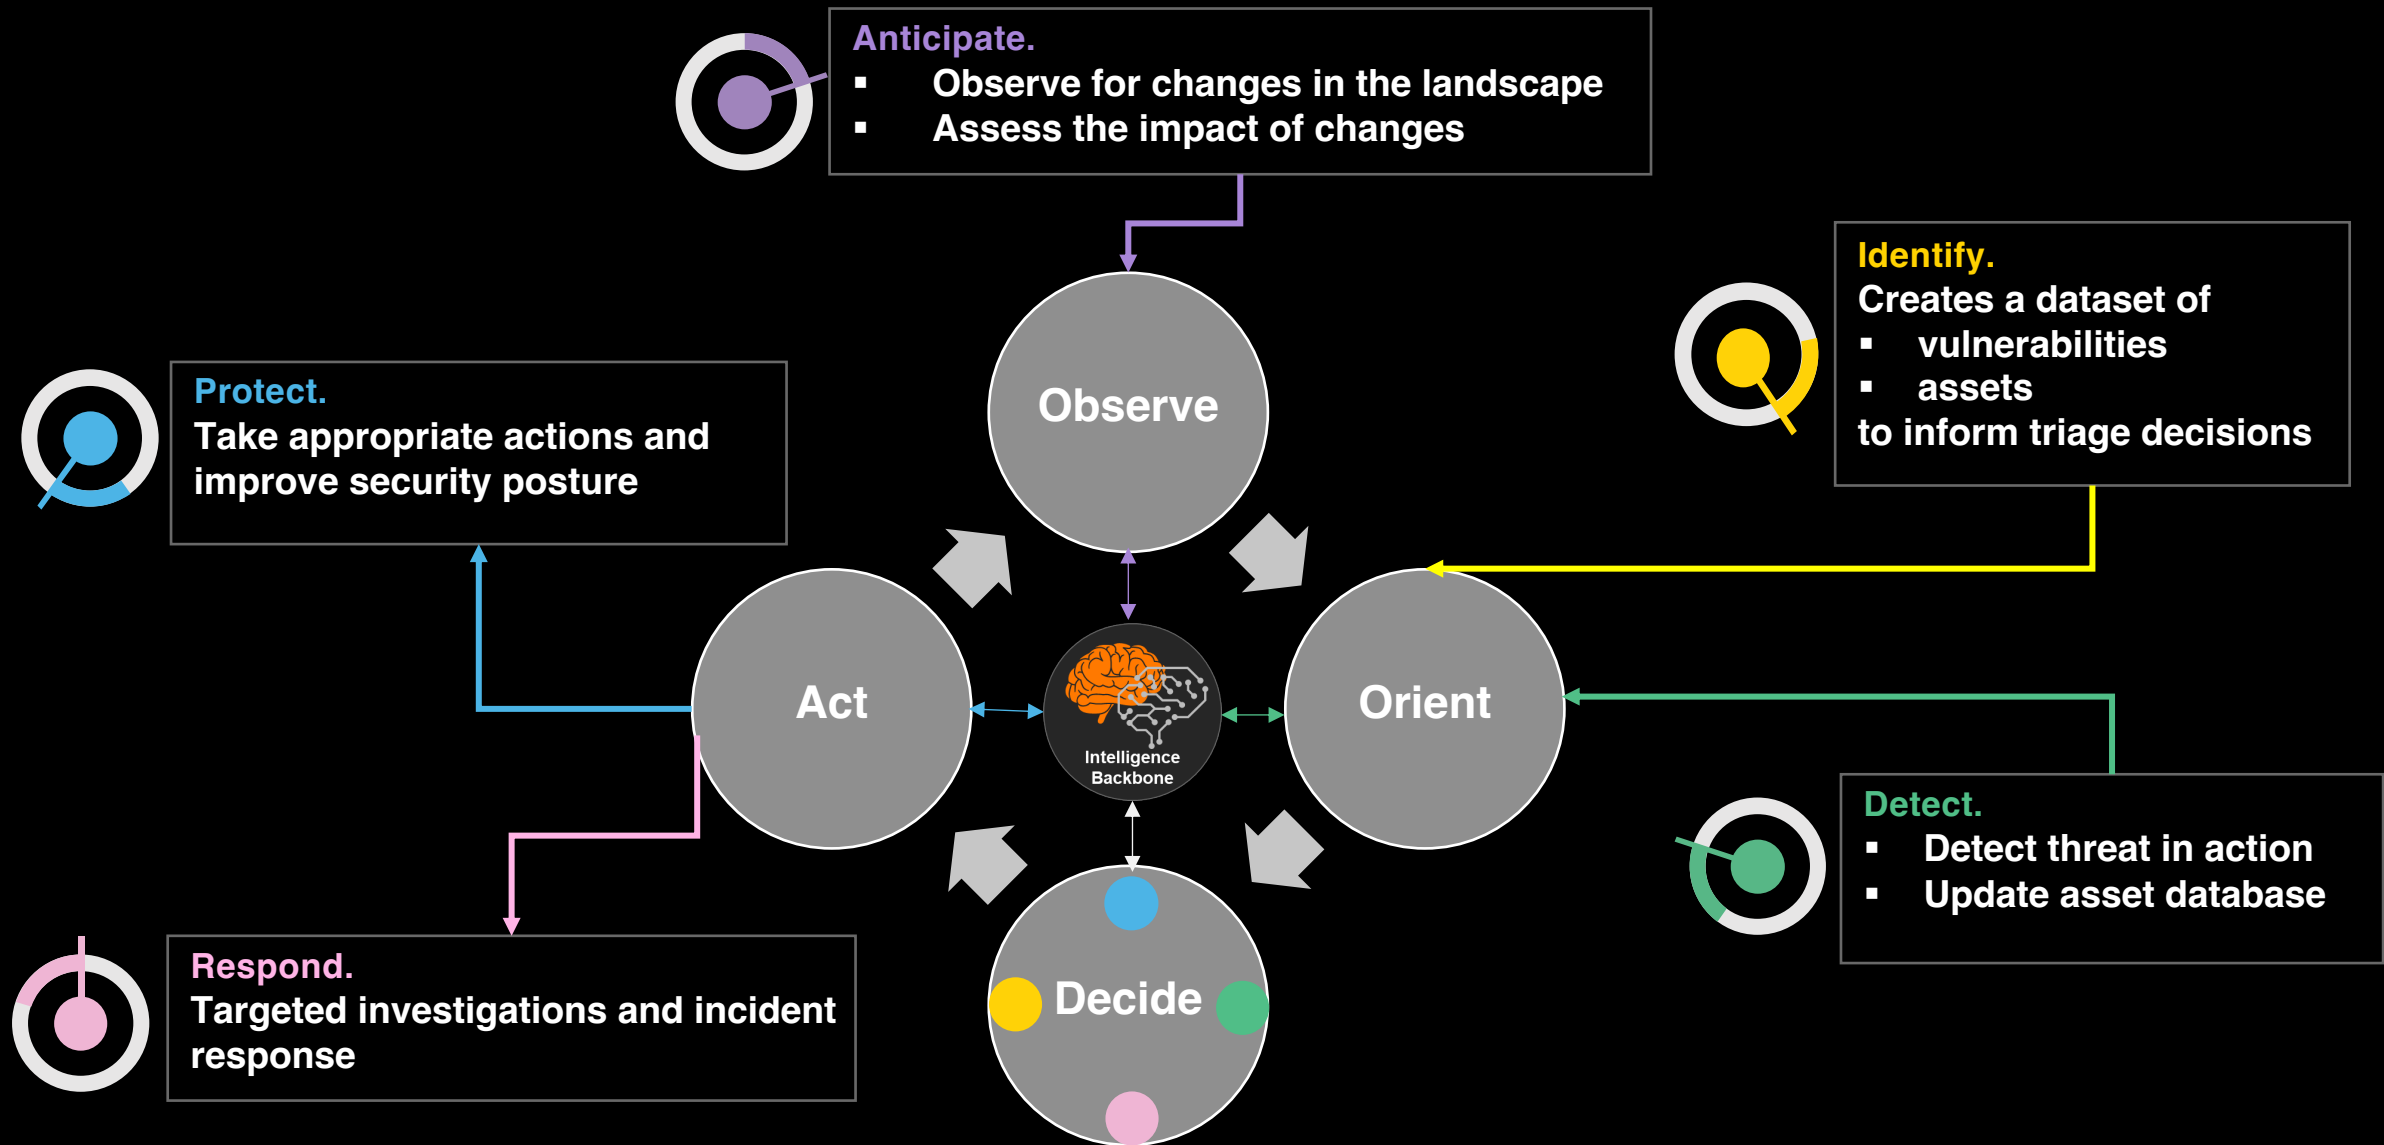 Anticipate.
▪ Observe for changes in the landscape
▪ Assess the impact of changes
Identify.
Creates a dataset of
▪ vulnerabilities
▪ assets
to inform triage decisions
Protect.
Take appropriate actions and
improve security posture
Observe
Act
Orient
Intelligence
Backbone
Detect.
▪ Detect threat in action
▪ Update asset database
Respond.
Targeted investigations and incident
response
Decide